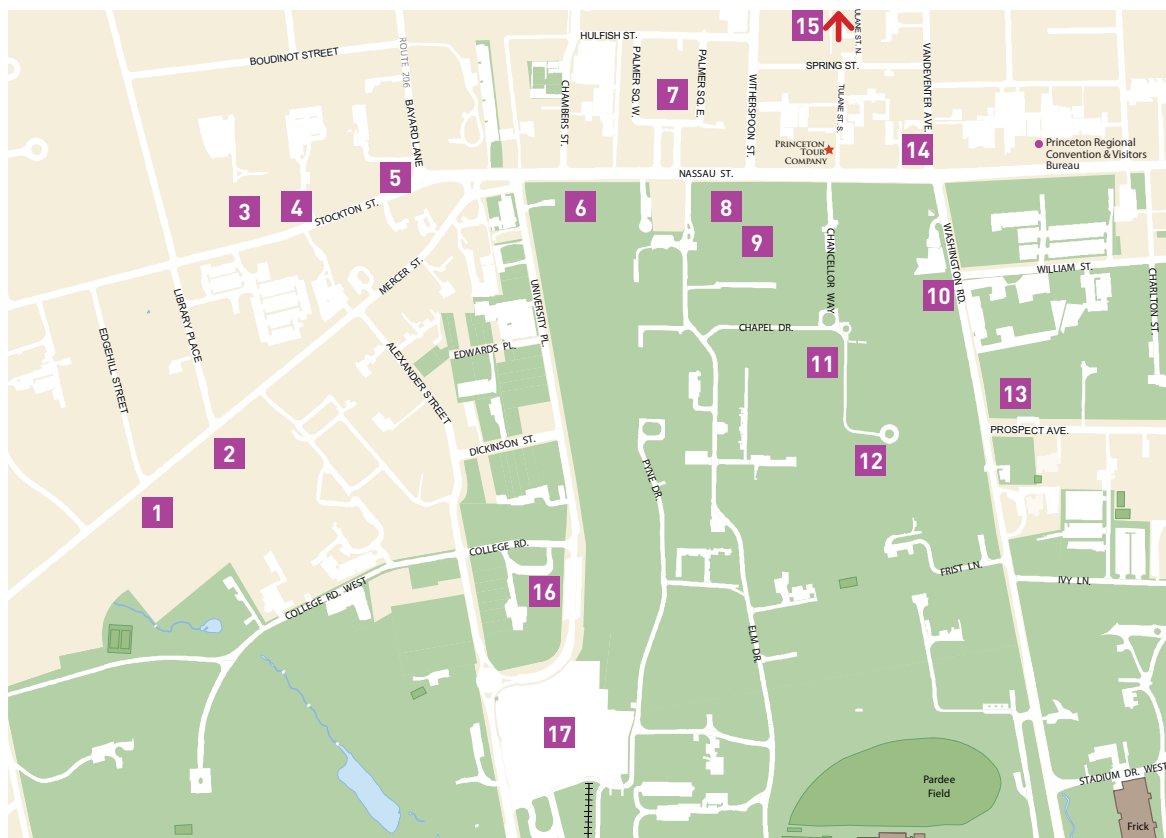 15
ULANE ST. N.
HULFISH ST.
BOUDINOT STREET
ROUTE 206
SPRING ST.
VANDEVENTER AVE.
PALMER SQ. W.
PALMER SQ. E.
CHAMBERS ST.
WITHERSPOON ST.
7
TULANE ST. S.
BAYARD LANE
PRINCETON
TOUR
COMPANY
14
Princeton Regional
Convention & Visitors
Bureau
5
NASSAU ST.
3
4
STOCKTON ST.
6
8
9
CHANCELLOR WAY
WASHINGTON RD.
MERCER ST.
WILLIAM ST.
CHARLTON ST.
LIBRARY PLACE
UNIVERSITY PL.
10
EDGEHILL STREET
CHAPEL DR.
EDWARDS PL.
ALEXANDER STREET
11
13
PROSPECT AVE.
DICKINSON ST.
2
12
PYNE DR.
1
COLLEGE RD.
FRIST LN.
IVY LN.
COLLEGE RD. WEST
16
ELM DR.
17
Pardee
Field
STADIUM DR. WEST
Frick